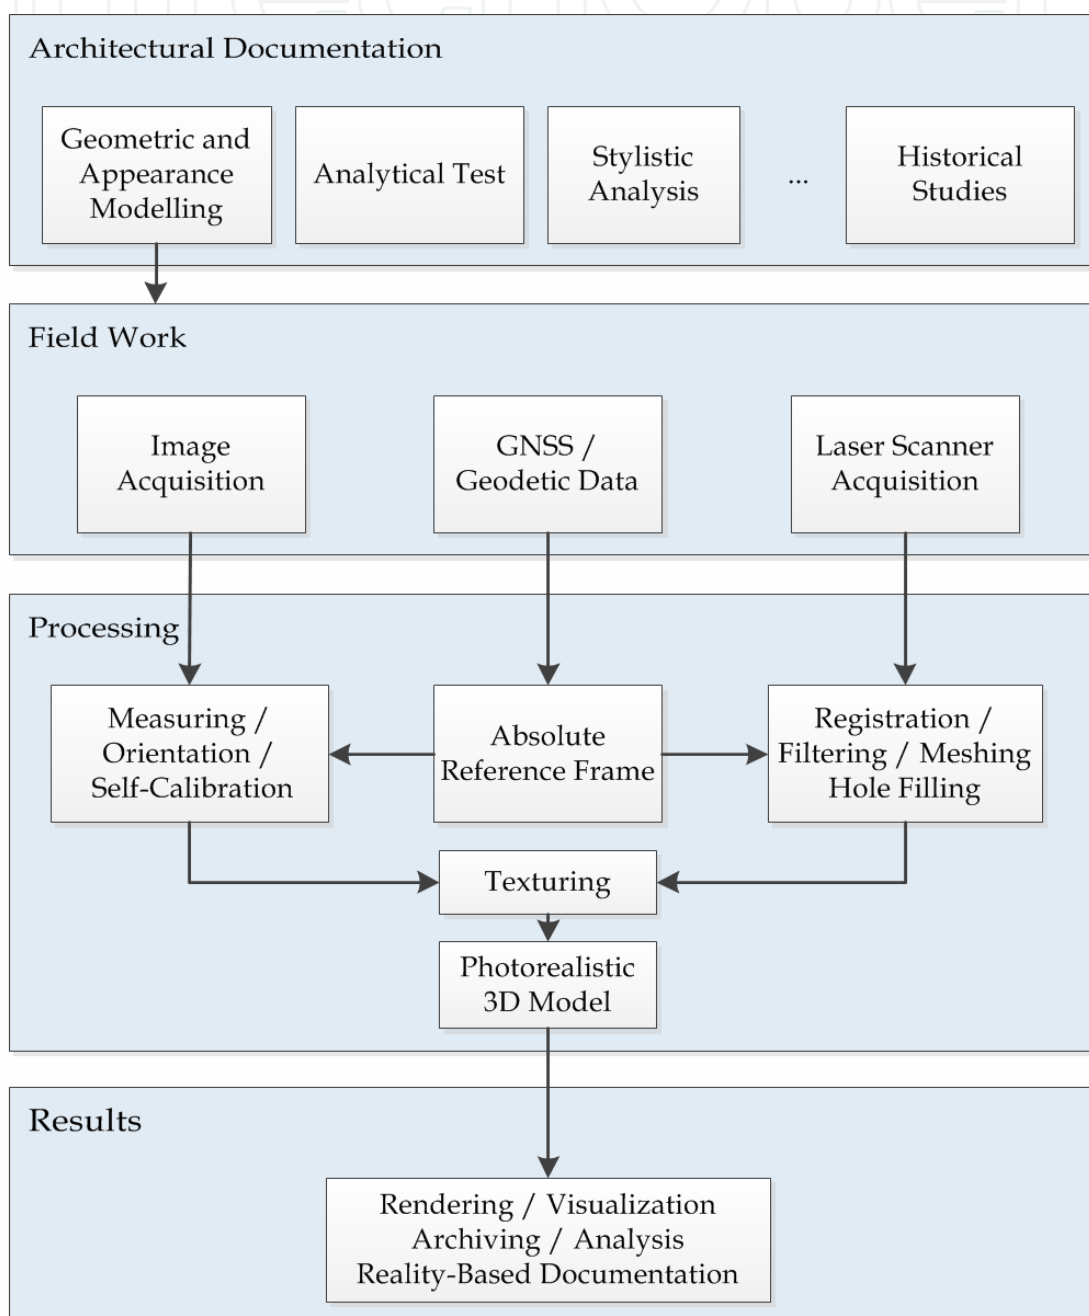 Architectural Documentation
Geometric and
Appearance
Modelling
Analytical Test
Stylistic
Analysis
...
Historical
Studies
Field Work
Image
Acquisition
GNSS /
Geodetic Data
Laser Scanner
Acquisition
Processing
Measuring /
Orientation /
Self-Calibration
Absolute
Reference Frame
Registration /
Filtering / Meshing
Hole Filling
Texturing
Photorealistic
3D Model
Results
Rendering / Visualization
Archiving / Analysis
Reality-Based Documentation